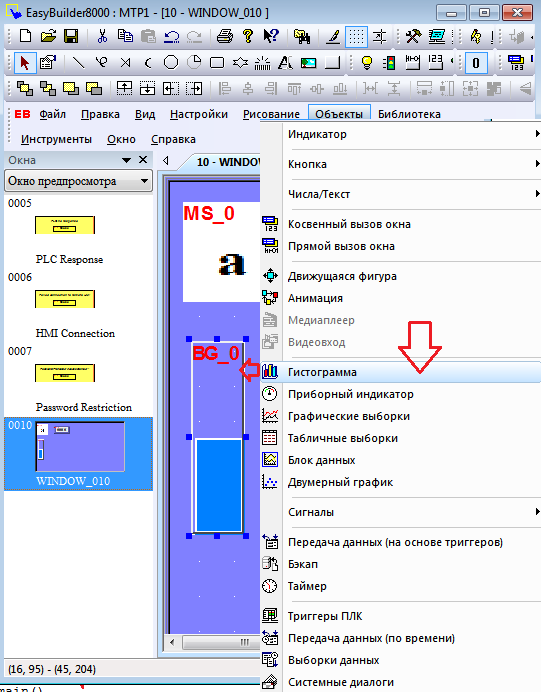 EasyBuilder8000 : MTP1 - [10 - WINDOW_010 ]
EB Файл Правка Вид Настройки Рисование Объекты Библиотека
Инструменты Окно Справка
Окна
Окно предпросмотра
0005
PLC Response
0006
HMI Connection
0007
Password Restriction
0010
WINDOW_010
10 - WINDO
MS_0
a
BG_0
Индикатор
Кнопка
Числа/Текст
Косвенный вызов окна
Прямой вызов окна
Движущаяся фигура
Анимация
Медиаплеер
Видеовход
Гистограмма
Приборный индикатор
Графические выборки
Табличные выборки
Блок данных
Двумерный график
Сигналы
Передача данных (на основе триггеров)
Бэкап
Таймер
Триггеры ПЛК
Передача данных (по времени)
Выборки данных
Системные диалоги
(16, 95) - (45, 204)